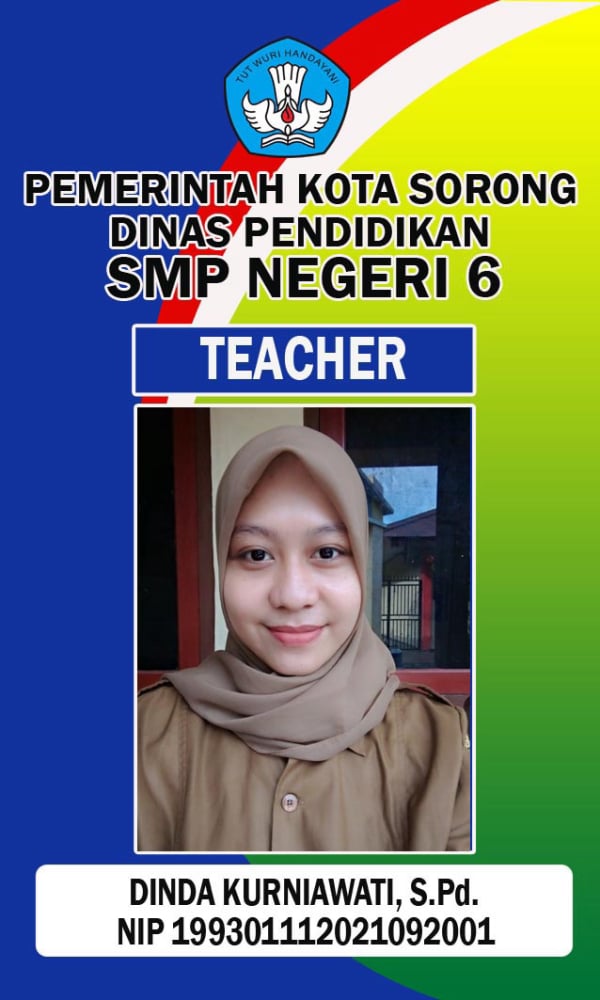 TUT WURI HANDAYANI
PEMERINTAH KOTA SORONG
DINAS PENDIDIKAN
SMP NEGERI 6
TEACHER
DINDA KURNIAWATI, S.Pd.
NIP 199301112021092001